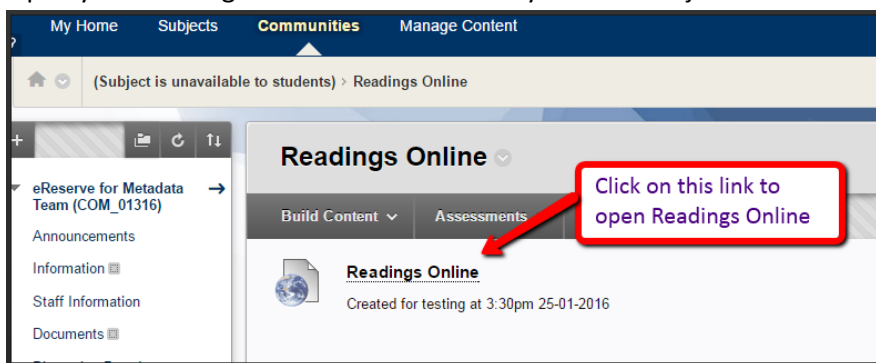 My Home Subjects Communities Manage Content
(Subject is unavailable to students) > Readings Online
Readings Online
eReserve for Metadata
Team (COM_01316)
Announcements
Information
Staff Information
Documents
Build Content Assessments
Click on this link to
open Readings Online
Readings Online
Created for testing at 3:30pm 25-01-2016